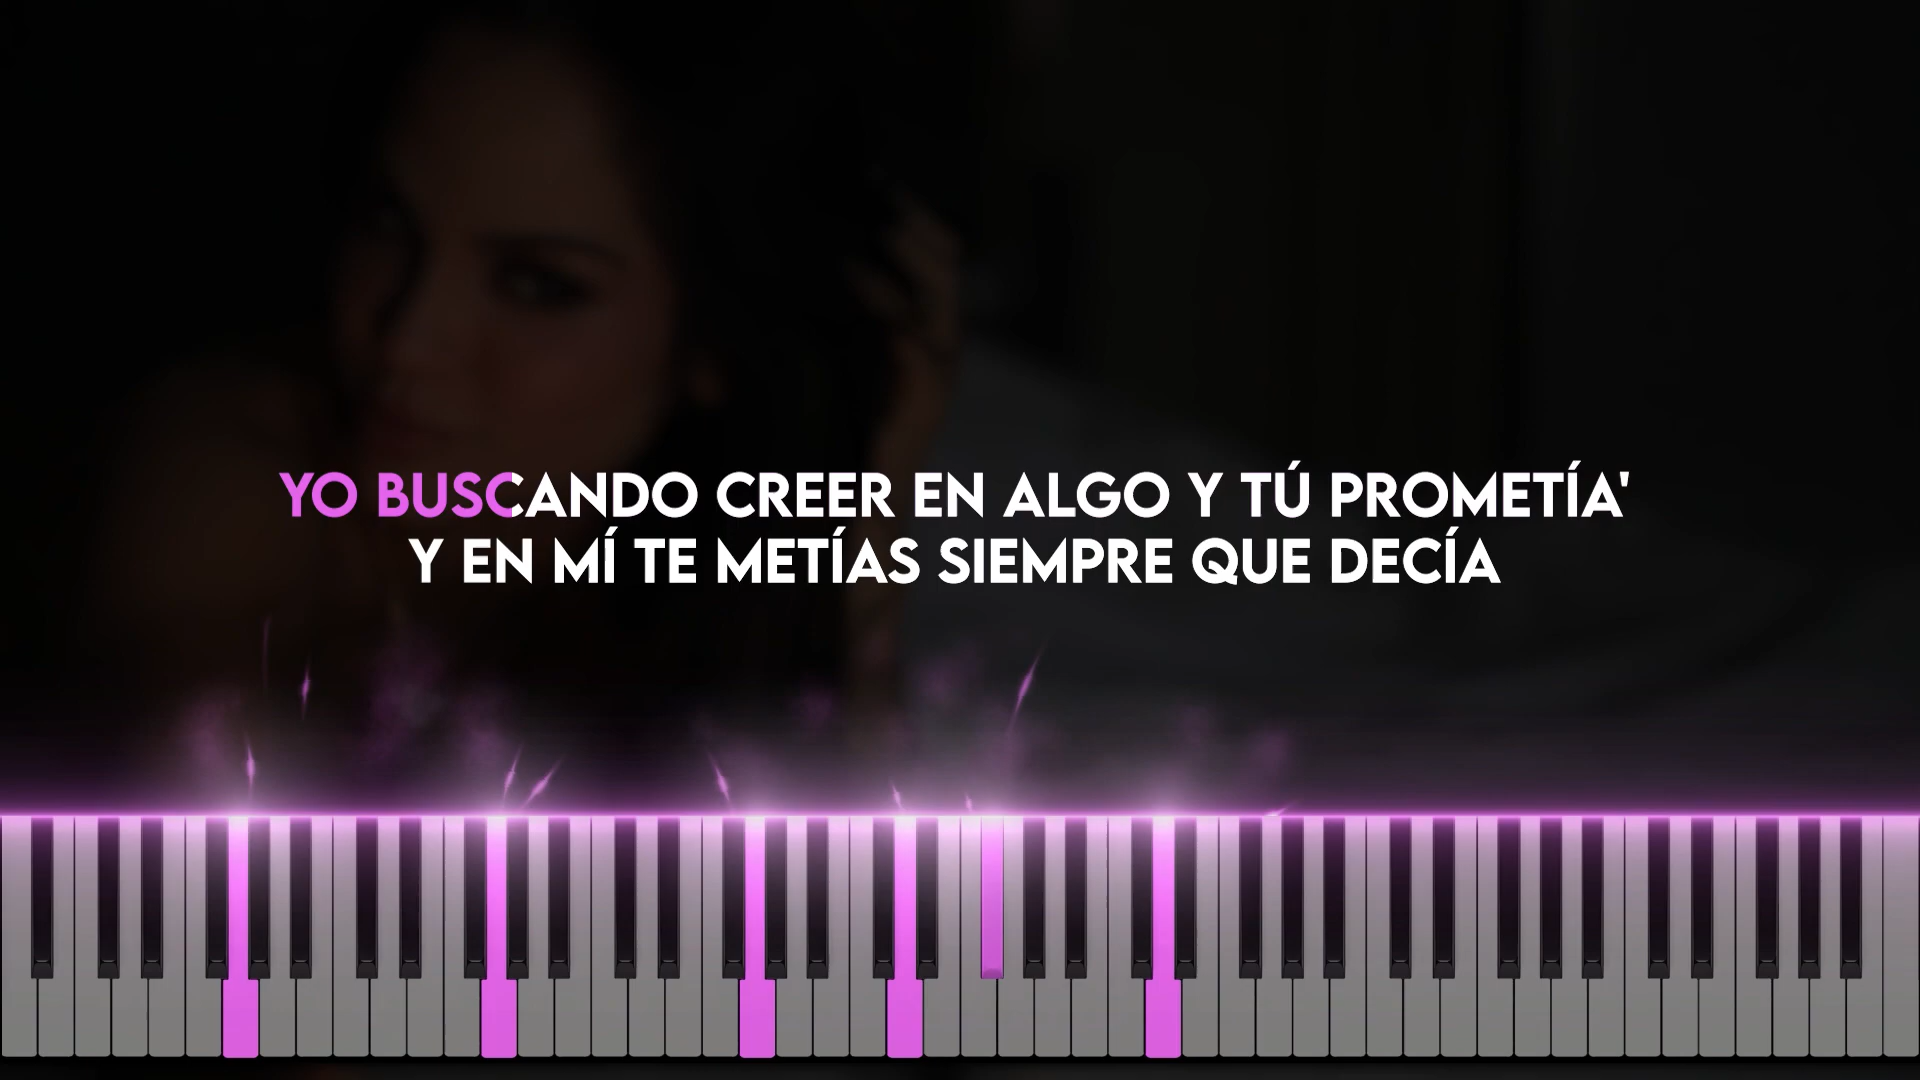 YO BUSCANDO CREER EN ALGO Y TÚ PROMETÍA'
Y EN MÍ TE METÍAS SIEMPRE QUE DECÍA